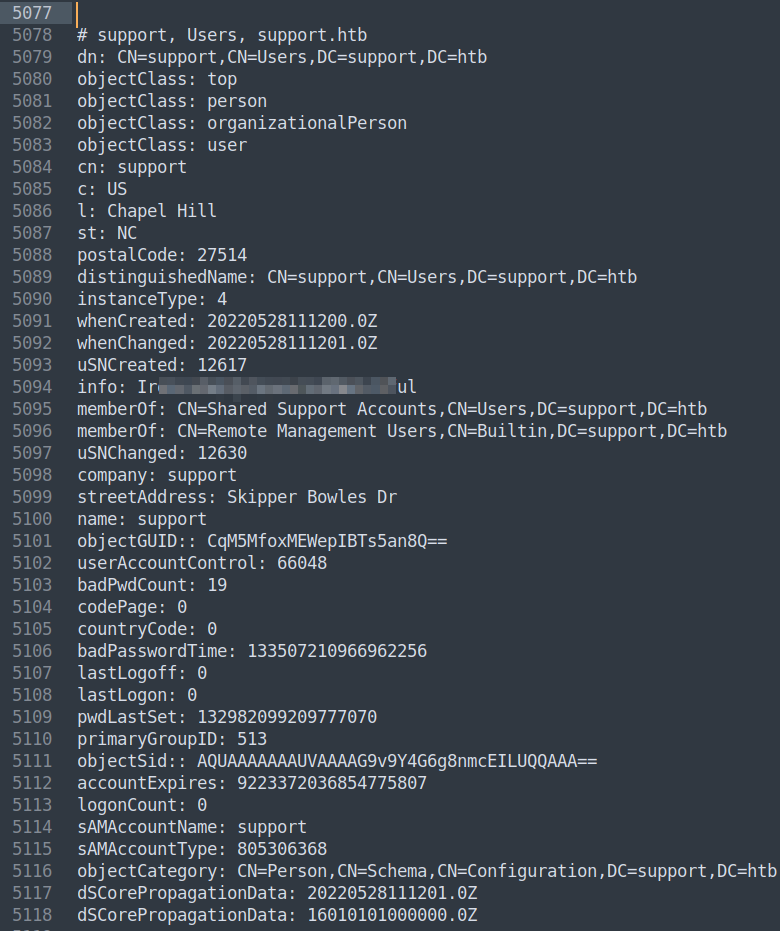 5077
5078 # support, Users, support.htb
5079 dn: CN=support,CN=Users,DC=support,DC=htb
5080 objectClass: top
5081 objectClass: person
5082 objectClass: organizationalPerson
5083 objectClass: user
5084 cn: support
5085 c: US
5086 l: Chapel Hill
5087 st: NC
5088 postalCode: 27514
5089 distinguishedName: CN=support,CN=Users,DC=support,DC=htb
5090 instanceType: 4
5091 whenCreated: 20220528111200.0Z
5092 whenChanged: 20220528111201.0Z
5093 uSNCreated: 12617
5094 info: Ir ul
5095 memberOf: CN=Shared Support Accounts,CN=Users,DC=support,DC=htb
5096 memberOf: CN=Remote Management Users,CN=Builtin,DC=support,DC=htb
5097 uSNChanged: 12630
5098 company: support
5099 streetAddress: Skipper Bowles Dr
5100 name: support
5101 objectGUID:: CqM5MfoxMEWepIBTs5an8Q==
5102 userAccountControl: 66048
5103 badPwdCount: 19
5104 codePage: 0
5105 countryCode: 0
5106 badPasswordTime: 133507210966962256
5107 lastLogoff: 0
5108 lastLogon: 0
5109 pwdLastSet: 132982099209777070
5110 primaryGroupID: 513
5111 objectSid:: AQUAAAAAAAUVAAAAG9v9Y4G6g8nmcEILUQQAAA==
5112 accountExpires: 9223372036854775807
5113 logonCount: 0
5114 sAMAccountName: support
5115 sAMAccountType: 805306368
5116 objectCategory: CN=Person,CN=Schema,CN=Configuration,DC=support,DC=htb
5117 dSCorePropagationData: 20220528111201.0Z
5118 dSCorePropagationData: 16010101000000.0Z